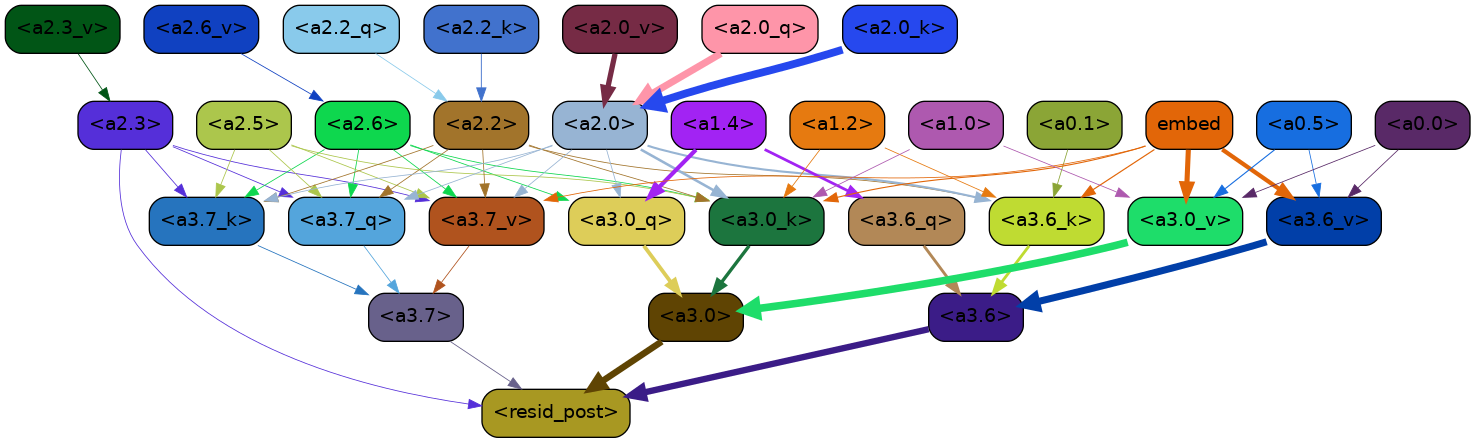 <a2.3_v> <a2.6_v> <a2.2_q> <a2.2_k> <a2.0_v> <a2.0_q> <a2.0_k>
<a2.3> <a2.5> <a2.6> <a2.2> <a2.0> <a1.4> <a1.2> <a1.0> <a0.1> embed <a0.5> <a0.0>
<a3.7_k> <a3.7_q> <a3.7_v> <a3.0_q> <a3.0_k> <a3.6_q> <a3.6_k> <a3.0_v> <a3.6_v>
<a3.7> <a3.0> <a3.6>
<resid_post>